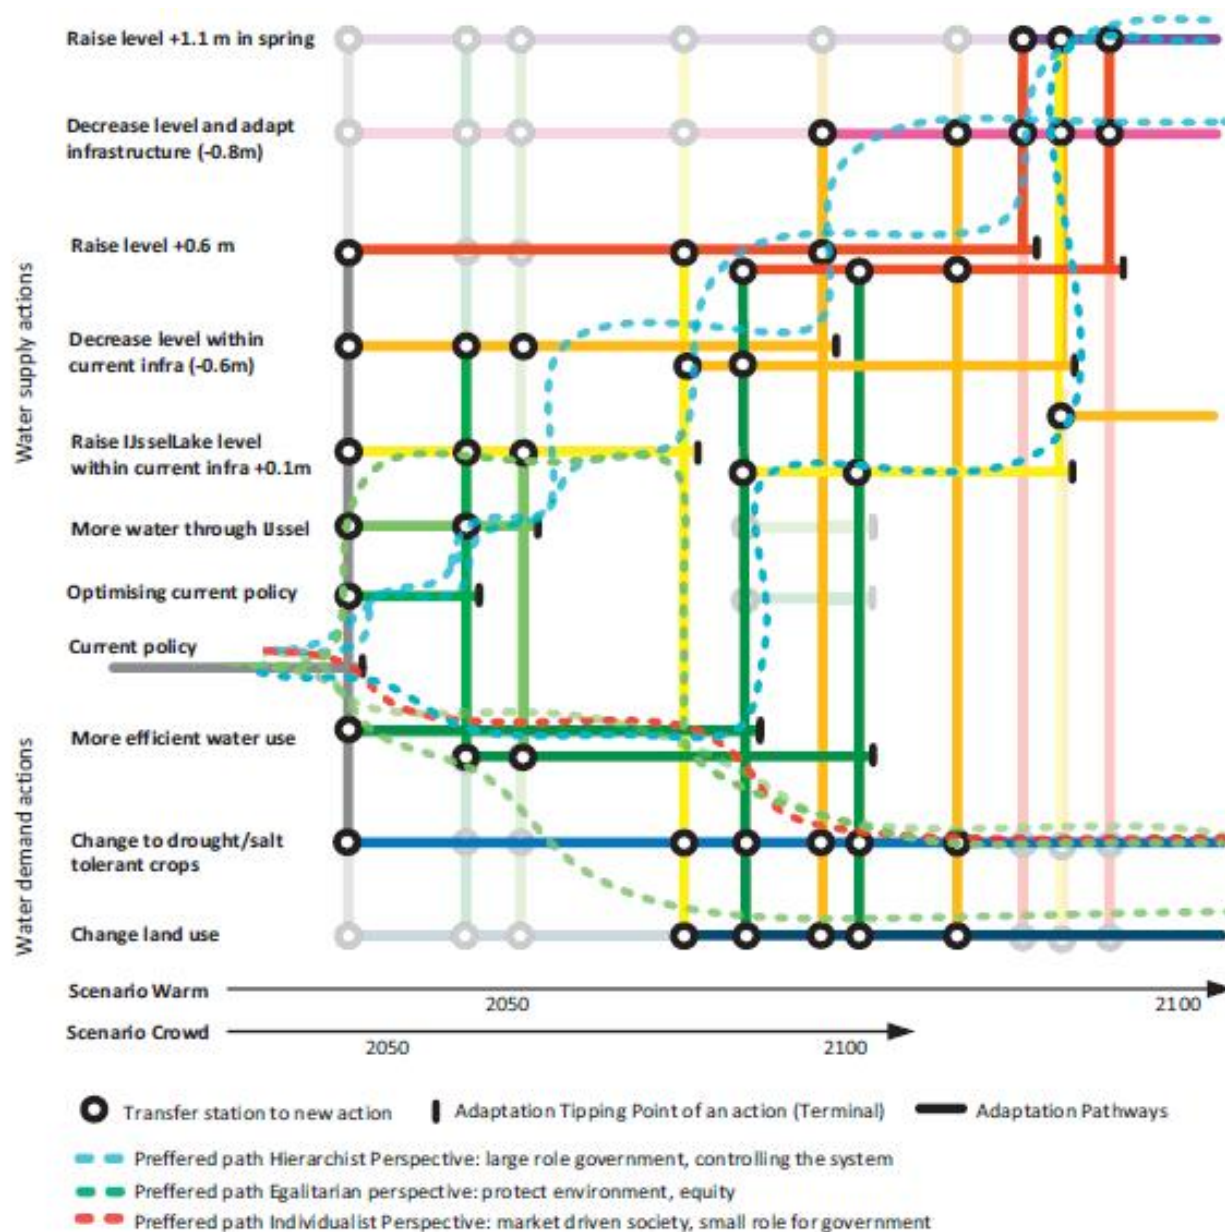 Raise level +1.1 m in spring
Decrease level and adapt
infrastructure (-0.8m)
Raise level +0.6 m
Decrease level within
current infra (-0.6m)
Raise IJsselLake level
within current infra +0.1m
More water through IJssel
Optimising current policy
Current policy
More efficient water use
Change to drought/salt
tolerant crops
Change land use
Water supply actions
Water demand actions
Scenario Warm
2050
2100
Scenario Crowd
2050
2100
Transfer station to new action
Adaptation Tipping Point of an action (Terminal)
Adaptation Pathways
Preffered path Hierarchist Perspective: large role government, controlling the system
Preffered path Egalitarian perspective: protect environment, equity
Preffered path Individualist Perspective: market driven society, small role for government